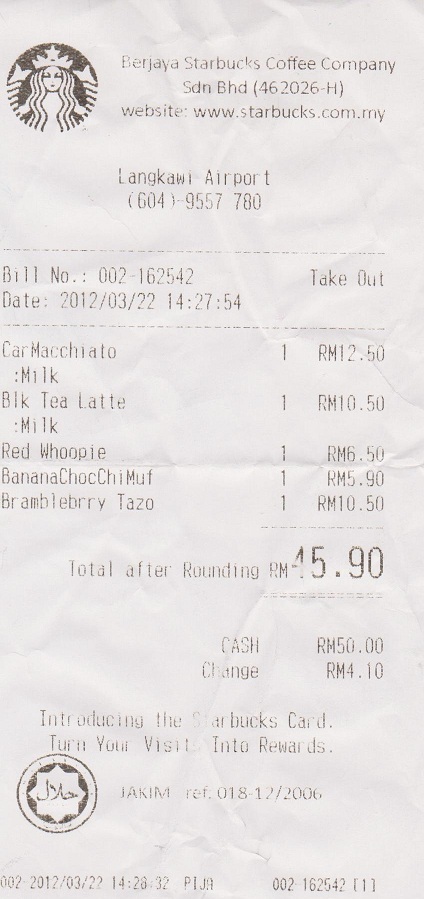 Berjaya Starbucks Coffee Company
Sdn Bhd (462026-H)
website: www.starbucks.com.my
Langkawi Airport
(604)-9557 780
Bill No.: 002-162542 Take Out
Date: 2012/03/22 14:27:54
CarMacchiato 1 RM12.50
:Milk
Blk Tea Latte 1 RM10.50
:Milk
Red Whoopie 1 RM6.50
BananaChocChiMuf 1 RM5.90
Bramblebrry Tazo 1 RM10.50
Total after Rounding RM45.90
CASH RM50.00
Change RM4.10
Introducing the Starbucks Card.
Turn Your Visits Into Rewards.
حلال
JAKIM ref: 018-12/2006
002-2012/03/22 14:28:32 PIJA 002-162542 [1]